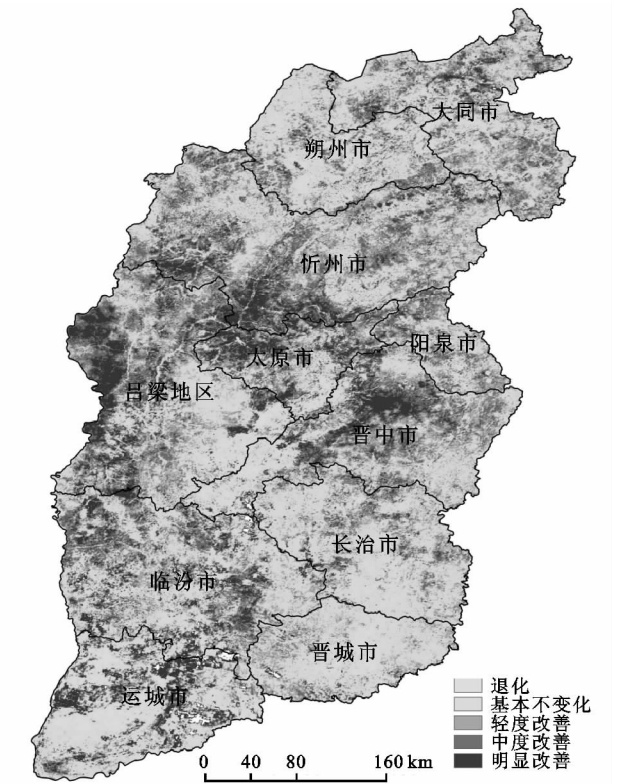 大同市
朔州市
忻州市
阳泉市
太原市
吕梁地区
晋中市
长治市
临汾市
晋城市
运城市
退化
基本不变化
轻度改善
中度改善
明显改善
0 40 80 160 km